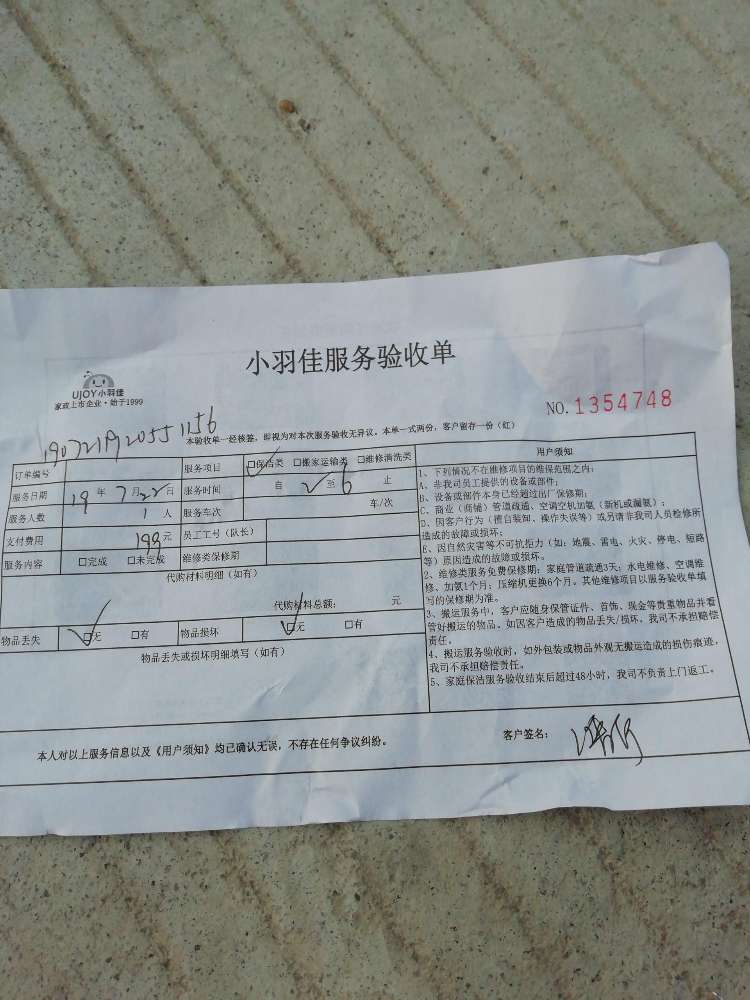 小羽佳服务验收单
UJOY小羽佳
家政上市企业·始于1999
NO. 1354748
本验收单一经核签，即视为对本次服务验收无异议。本单一式两份，客户留存一份（红）
订单编号 服务项目 ☑保洁类 □搬家运输类 □维修清洗类
服务日期 19 年 7 月 22 日 服务时间 自 2 至 6 止
服务人数 1 人 服务车次 车/次
支付费用 198 元 员工工号（队长）
服务内容 □完成 □未完成 维修类保修期
代购材料明细（如有）
代购材料总额： 元
物品丢失 ☑无 □有 物品损坏 ☑无 □有
物品丢失或损坏明细填写（如有）
用户须知
1、下列情况不在维修项目的维保范围之内：
A、非我司员工提供的设备或部件；
B、设备或部件本身已经超过出厂保修期；
C、商业（商铺）管道疏通、空调空机加氨（新机或漏氨）；
D、因客户行为（擅自装卸、操作失误等）或另请非我司人员检修所
造成的故障或损坏；
E、因自然灾害等不可抗拒力（如：地震、雷电、火灾、停电、短路
等）原因造成的故障或损坏。
2、维修类服务免费保修期：家庭管道疏通3天；水电维修、空调维
修、加氨1个月；压缩机更换6个月。其他维修项目以服务验收单填
写的保修期为准。
3、搬运服务中，客户应随身保管证件、首饰、现金等贵重物品并看
管好搬运的物品，如因客户造成的物品丢失/损坏，我司不承担赔偿
责任。
4、搬运服务验收时，如外包装或物品外观无搬运造成的损伤痕迹，
我司不承担赔偿责任。
5、家庭保洁服务验收结束后超过48小时，我司不负责上门返工。
本人对以上服务信息以及《用户须知》均已确认无误，不存在任何争议纠纷。
客户签名：